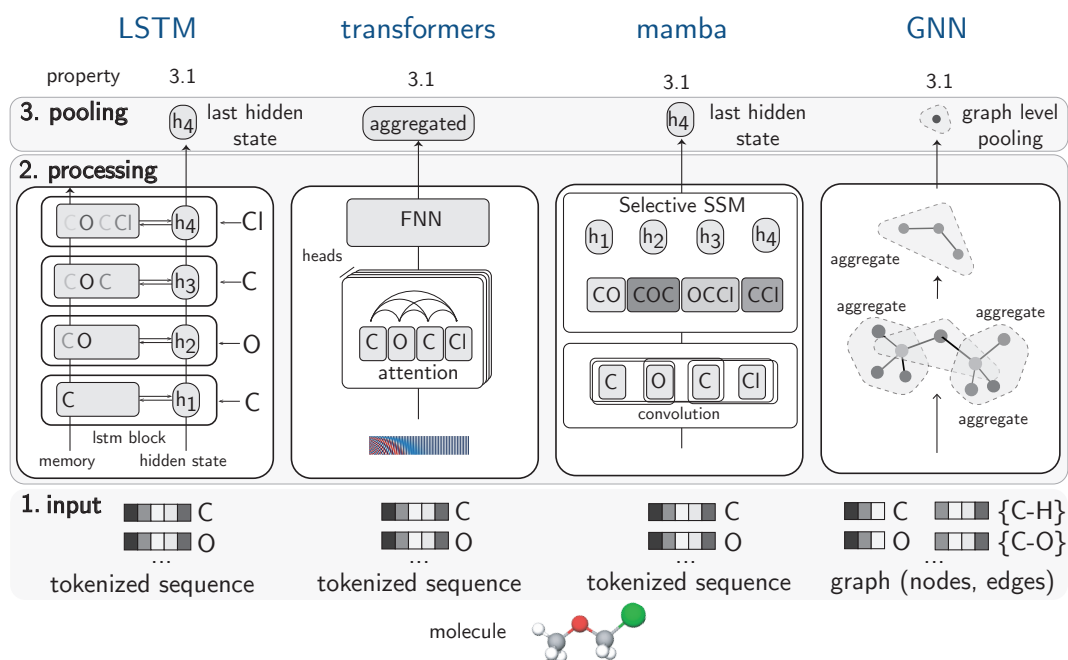 LSTM transformers mamba GNN
property 3.1 3.1 3.1 3.1
3. pooling
h4 last hidden state
aggregated
h4 last hidden state
graph level pooling
2. processing
C O C Cl h4 Cl
C O C h3 C
C O h2 O
C h1 C
lstm block
memory hidden state
FNN
heads
C O C Cl
attention
Selective SSM
h1 h2 h3 h4
CO COC OCCl CCl
C O C Cl
convolution
aggregate
aggregate
aggregate
aggregate
1. input
C
O
...
tokenized sequence
C
O
...
tokenized sequence
C
O
...
tokenized sequence
C {C-H}
O {C-O}
...
graph (nodes, edges)
molecule